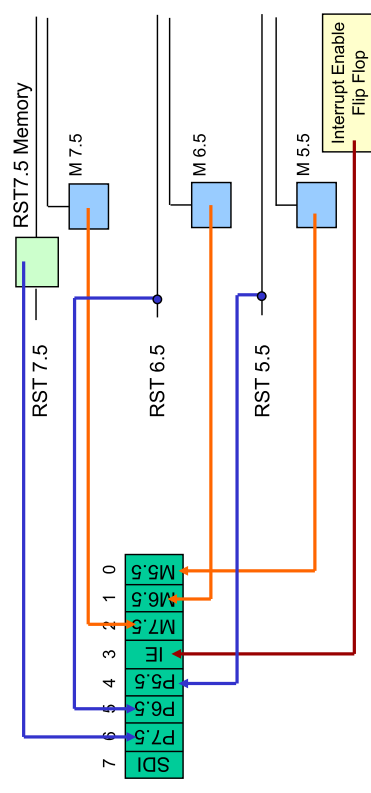 RST7.5 Memory
RST 7.5
M 7.5
RST 6.5
M 6.5
RST 5.5
M 5.5
Interrupt Enable
Flip Flop
7 6 5 4 3 2 1 0
SDI P7.5 P6.5 P5.5 IE M7.5 M6.5 M5.5